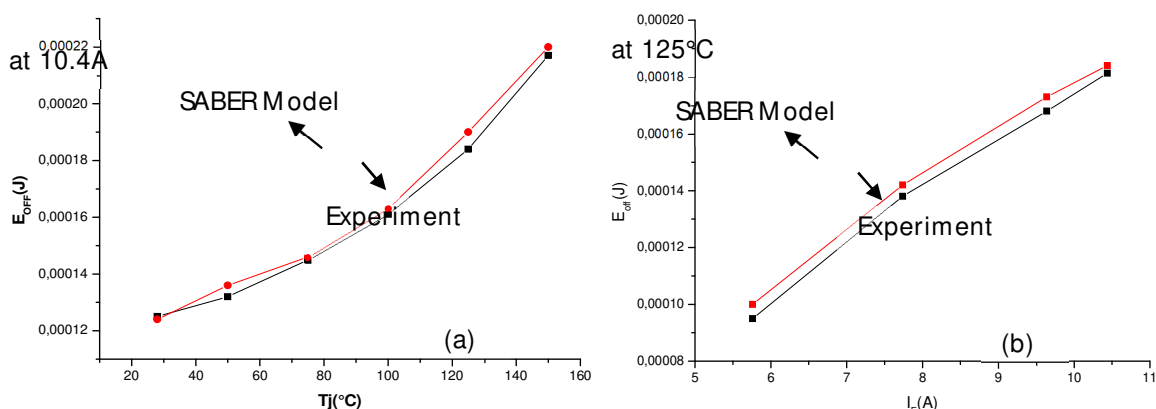 at 10.4A
0,00022
0,00020
0,00018
0,00016
0,00014
0,00012
E_OFF(J)
SABER Model
Experiment
(a)
20 40 60 80 100 120 140 160
Tj(°C)
0,00020
at 125°C
0,00018
0,00016
0,00014
0,00012
0,00010
0,00008
E_off(J)
SABER Model
Experiment
(b)
5 6 7 8 9 10 11
(A)